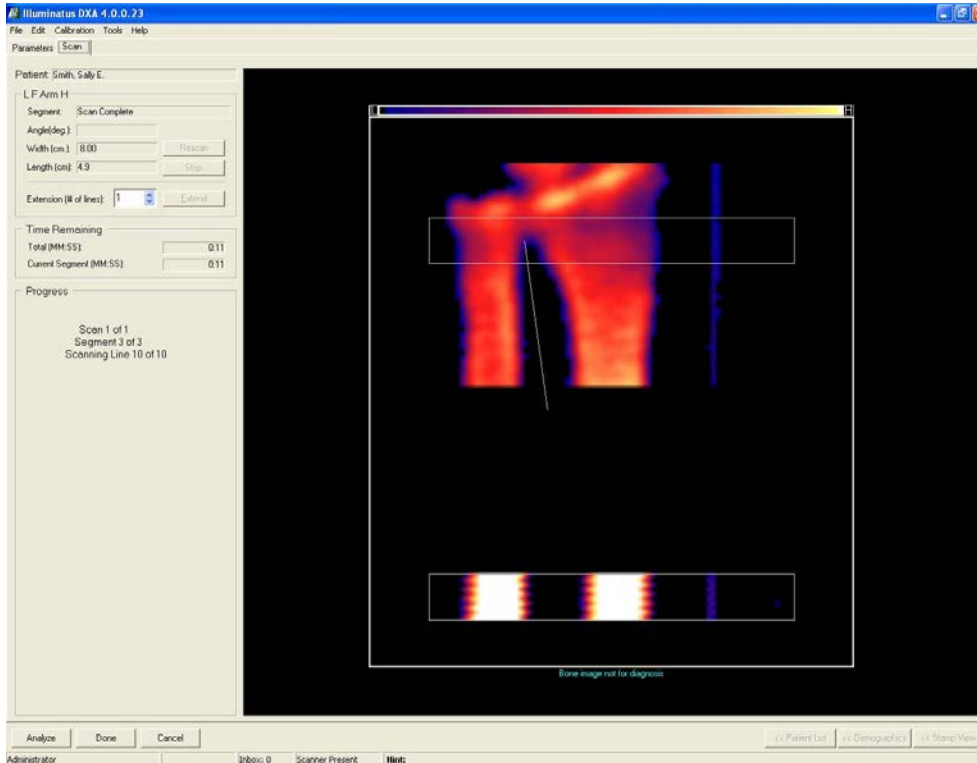 Illuminatus DXA 4.0.0.23
File Edit Calibration Tools Help
Parameters Scan
Patient: Smith, Sally E.
L F Arm H
Segment: Scan Complete
Angle(deg.):
Width (cm.): 8.00 Rescan
Length (cm): 4.9 Stop
Extension (# of lines): 1 Extend
Time Remaining
Total (MM:SS): 0:11
Current Segment (MM:SS): 0:11
Progress
Scan 1 of 1
Segment 3 of 3
Scanning Line 10 of 10
L H
Bone image not for diagnosis
Analyze Done Cancel << Patient List << Demographics << Stamp View
Administrator Inbox: 0 Scanner Present Hint: